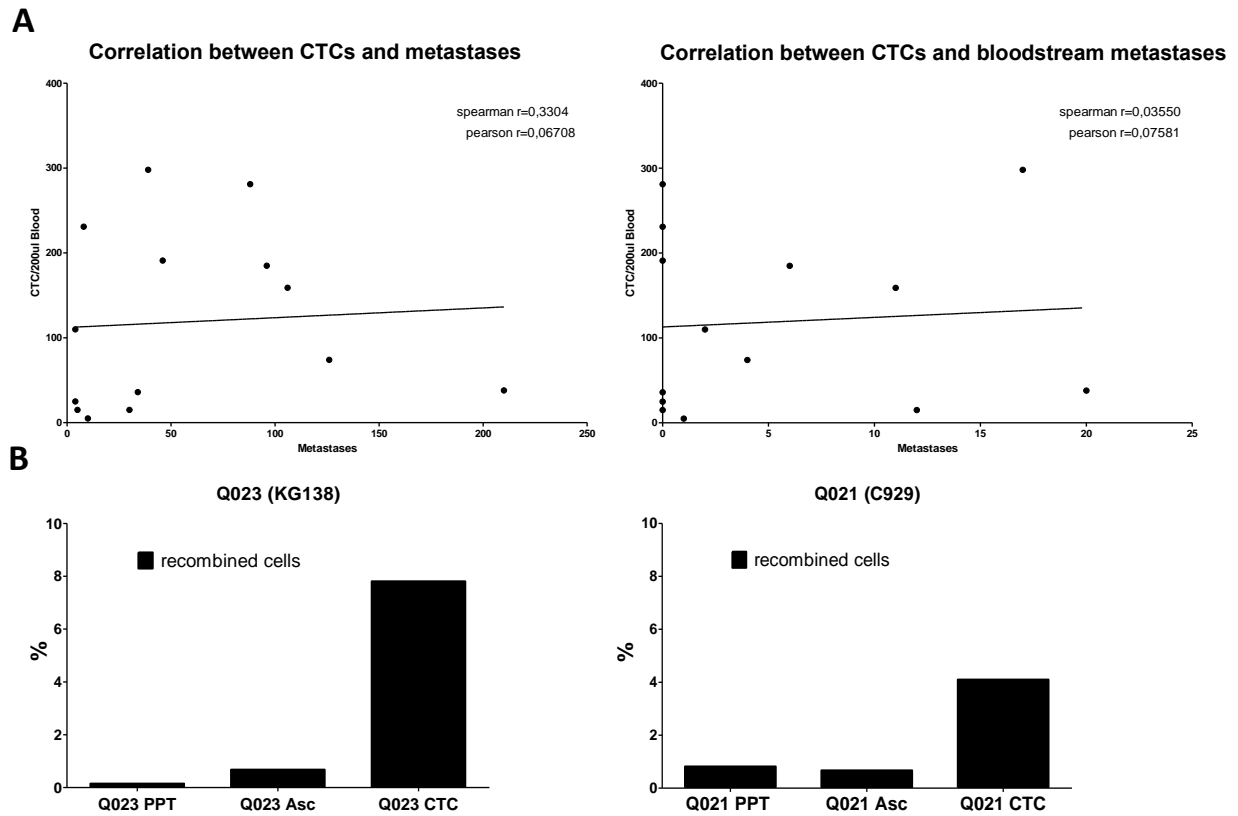 A
Correlation between CTCs and metastases
400
300
200
100
0
CTC/200ul Blood
spearman r=0,3304
pearson r=0,06708
0 50 100 150 200 250
Metastases
Correlation between CTCs and bloodstream metastases
400
300
200
100
0
CTC/200ul Blood
spearman r=0,03550
pearson r=0,07581
0 5 10 15 20 25
Metastases
B
Q023 (KG138)
10
8
6
4
2
0
%
recombined cells
Q023 PPT Q023 Asc Q023 CTC
Q021 (C929)
10
8
6
4
2
0
%
recombined cells
Q021 PPT Q021 Asc Q021 CTC